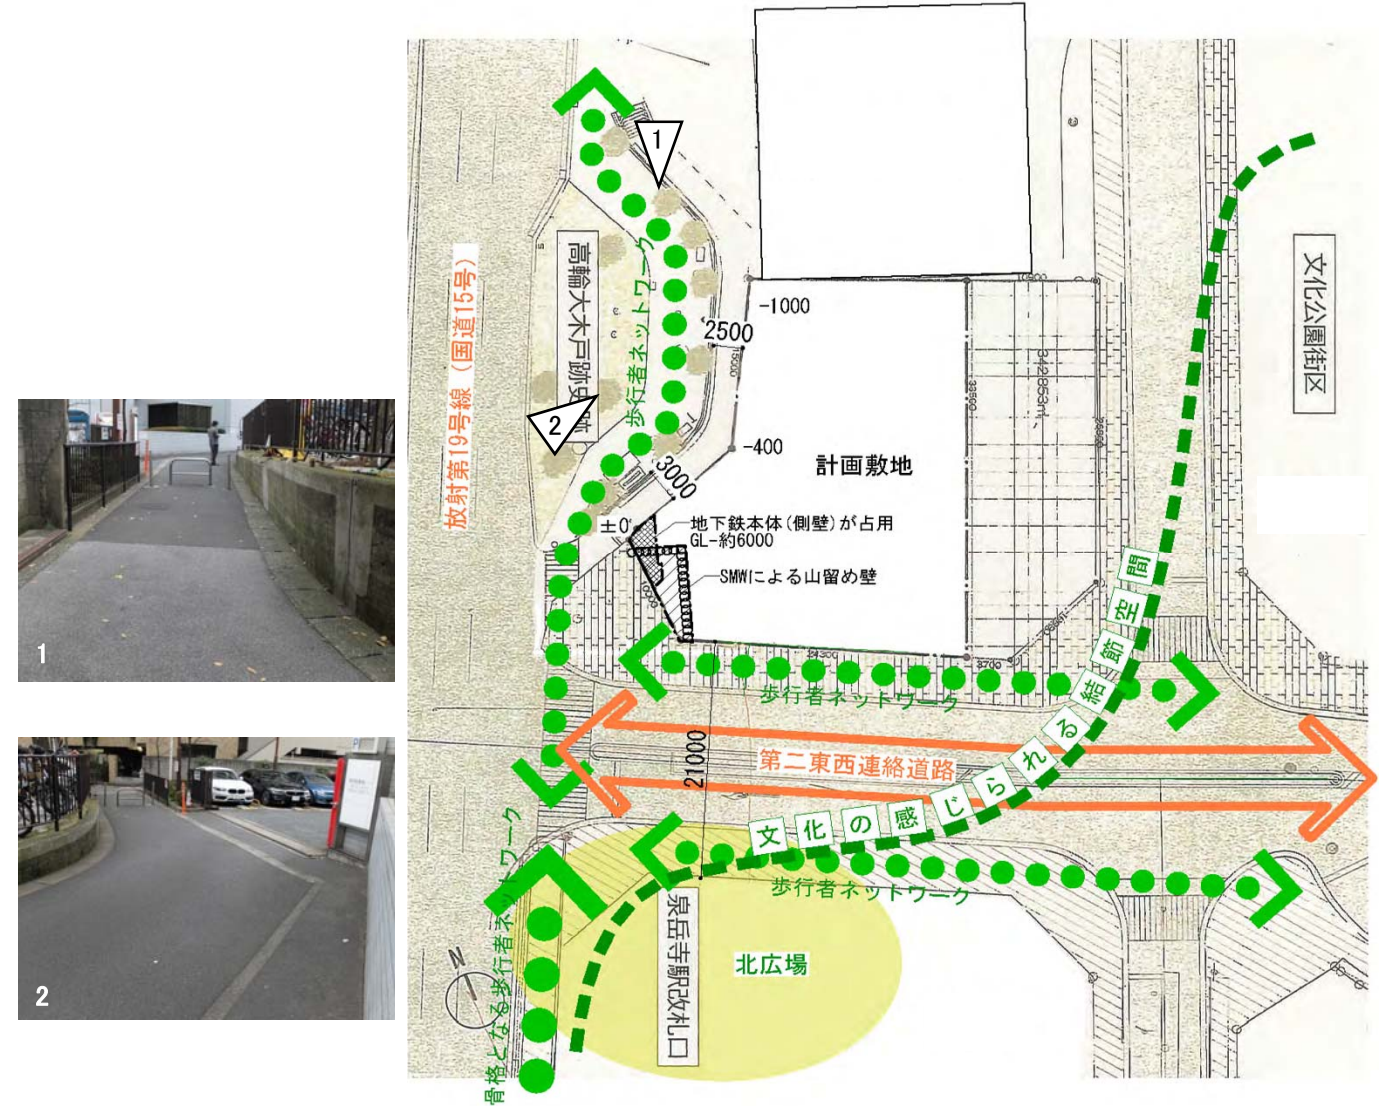 1
2
1
2
放射第19号線（国道15号）
高輪大木戸跡史跡
歩行者ネットワーク
-1000
2500
15000
-400
3000
±0
計画敷地
地下鉄本体(側壁)が占用
GL-約6000
SMWによる山留め壁
33500
24300
8700
文化公園街区
歩行者ネットワーク
21000
第二東西連絡道路
文化の感じられる結節空間
歩行者ネットワーク
骨格となる歩行者ネットワーク
泉岳寺駅改札口
北広場
N